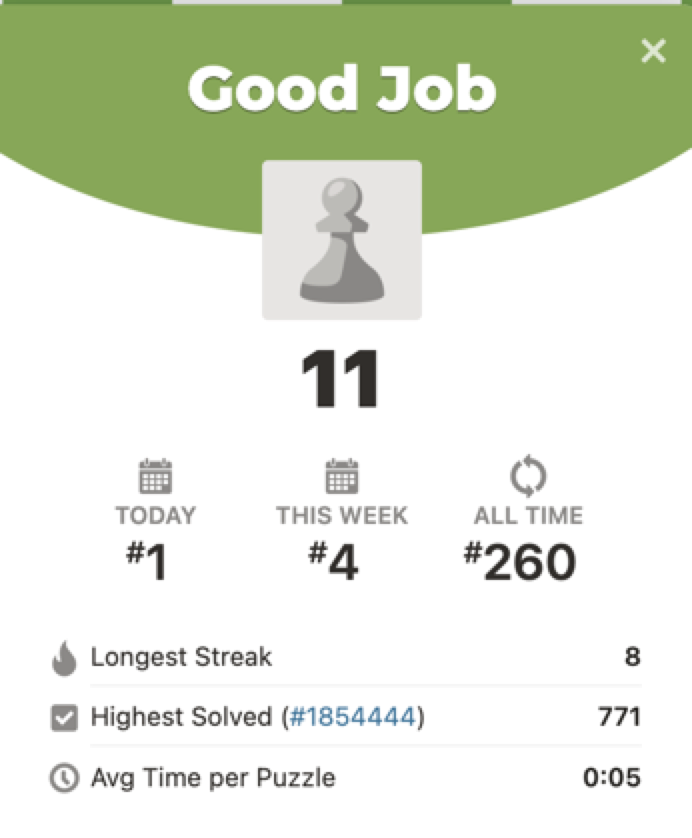 Good Job
11
TODAY THIS WEEK ALL TIME
#1 #4 #260
Longest Streak 8
Highest Solved (#1854444) 771
Avg Time per Puzzle 0:05